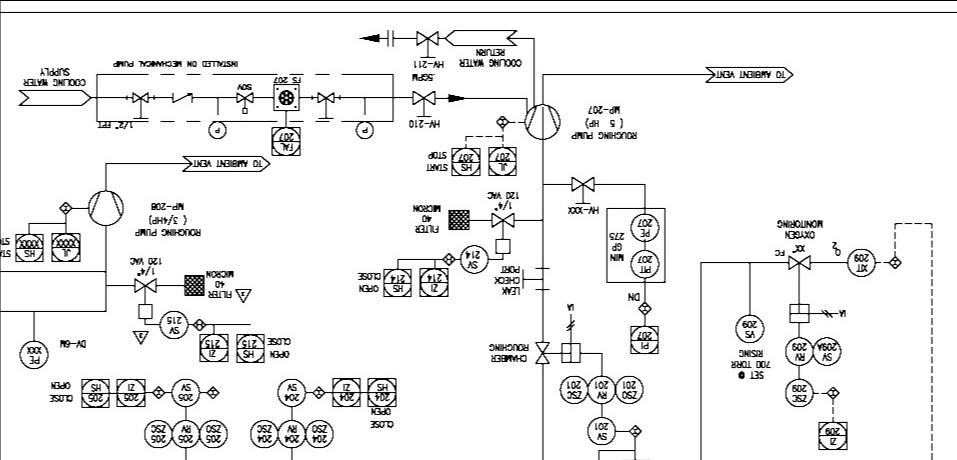 COOLING WATER
RETURN
HV-211
.5GPM
HV-210
COOLING WATER
SUPPLY
INSTALLED ON MECHANICAL PUMP
FS 207
SOV
1/2" FPT
P
P
FAL
207
TO AMBIENT VENT
ROUGHING PUMP
( 5 HP)
MP-207
START
STOP
HS
207
JL
207
TO AMBIENT VENT
ROUGHING PUMP
( 3/4HP)
MP-208
JL
XXXX
HS
XXXX
STA
STO
120 VAC
1/4"
FILTER
40
MICRON
HV-XXX
PE
207
PIT
207
MIN
GP
275
DN
PI
207
OXYGEN
MONITORING
XX
FC
O2
XIT
209
IA
SV
214
ZI
214
HS
214
OPEN
CLOSE
LEAK
CHECK
PORT
120 VAC
1/4"
FILTER
40
MICRON
2
2
SV
215
ZI
215
HS
215
OPEN
CLOSE
PE
XXX
DV-6M
IA
CHAMBER
ROUGHING
VS
209
SET @
700 TORR
RISING
RV
209
SV
209A
ZSC
209
ZI
209
OPEN
CLOSE
HS
205
ZI
205
SV
205
SV
204
ZI
204
HS
204
OPEN
CLOSE
ZSC
205
RV
205
ZSO
205
ZSC
204
RV
204
ZSO
204
ZSC
201
RV
201
ZSO
201
SV
201